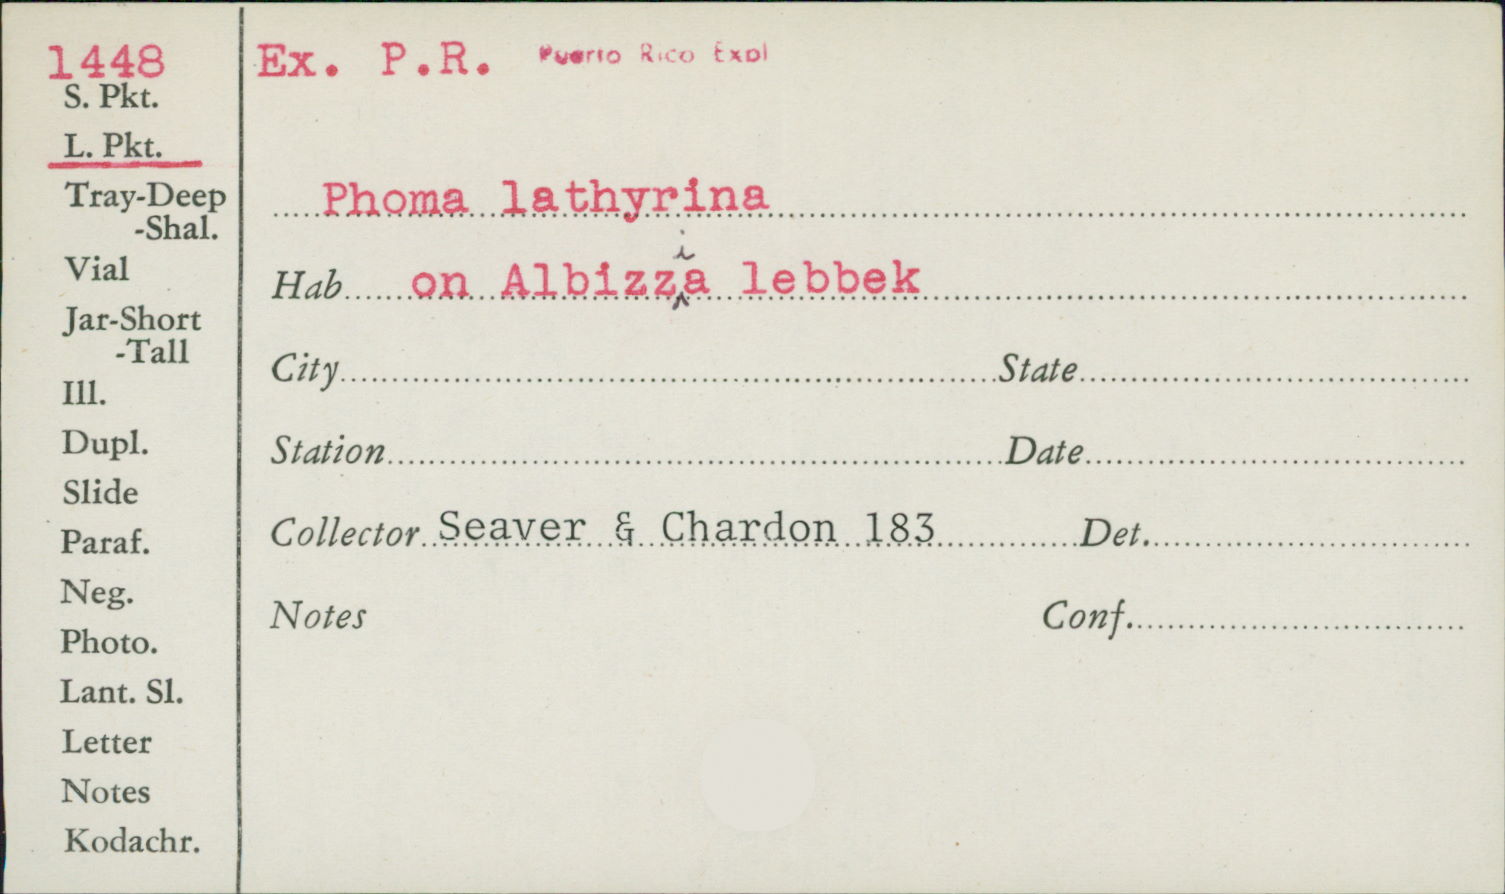 1448
S. Pkt.
L. Pkt.
Tray-Deep
-Shal.
Vial
Jar-Short
-Tall
Ill.
Dupl.
Slide
Paraf.
Neg.
Photo.
Lant. Sl.
Letter
Notes
Kodachr.
Ex. P.R. Puerto Rico Expl
Phoma lathyrina
Hab on Albizzia lebbek
City State
Station Date
Collector Seaver & Chardon 183 Det.
Notes Conf.